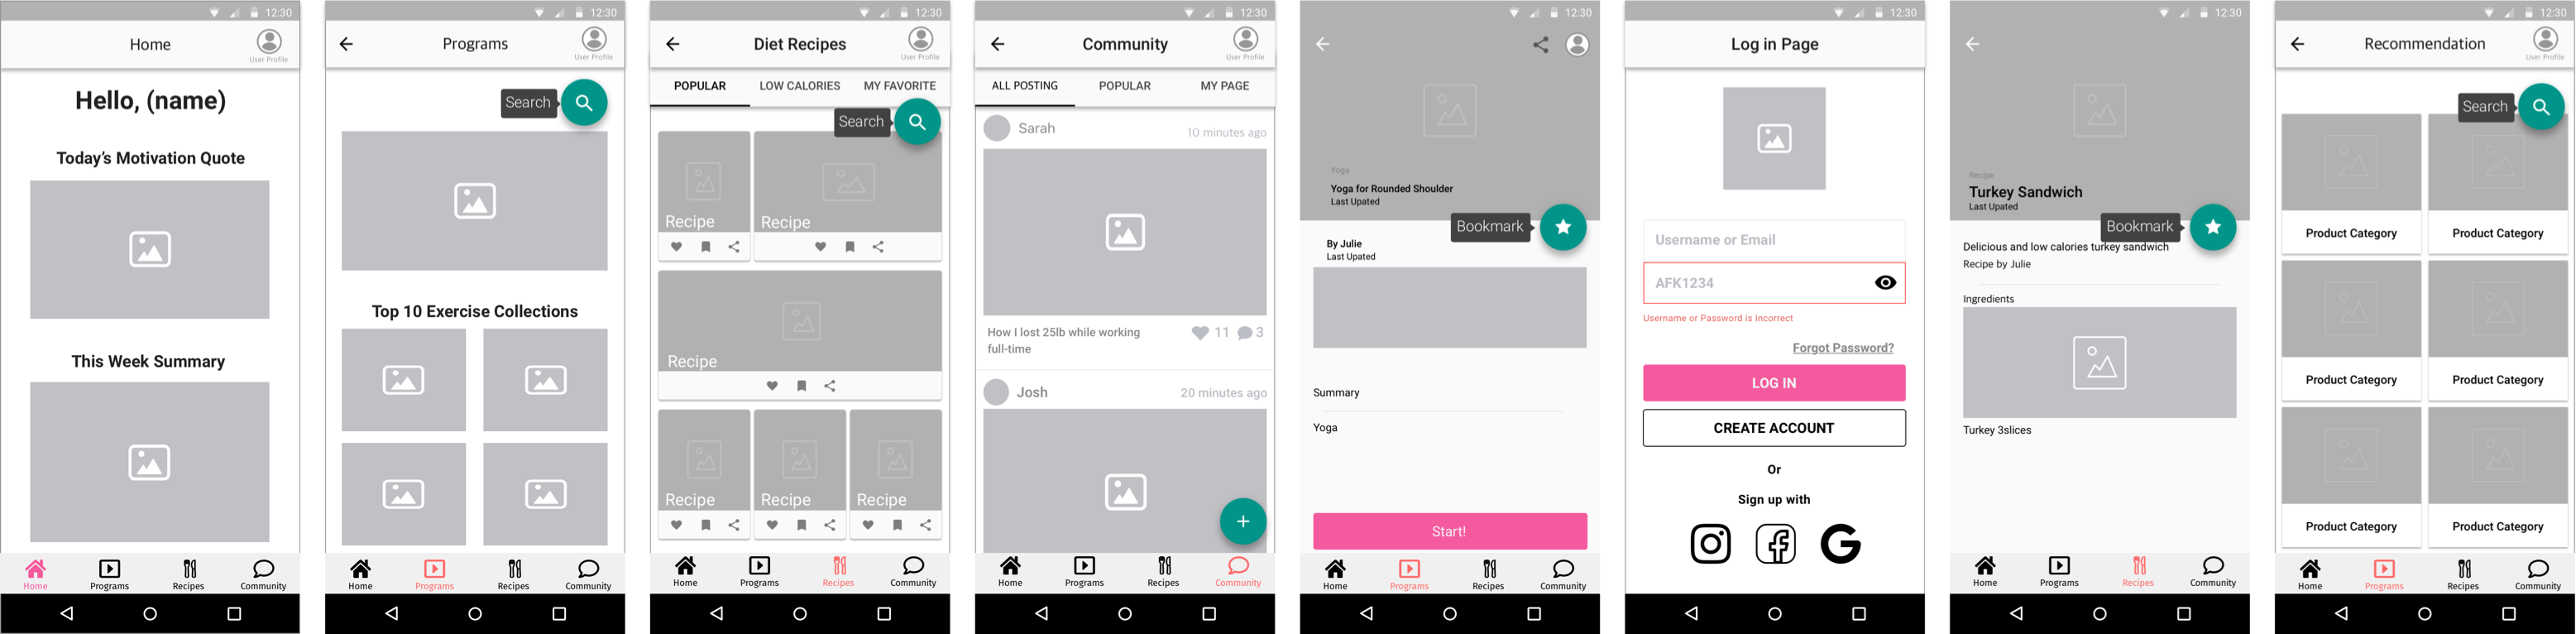 12:30
Home
User Profile
Hello, (name)
Today's Motivation Quote
This Week Summary
Home
Programs
Recipes
Community
12:30
Programs
User Profile
Search
Top 10 Exercise Collections
Home
Programs
Recipes
Community
12:30
Diet Recipes
User Profile
POPULAR
LOW CALORIES
MY FAVORITE
Search
Recipe
Recipe
Recipe
Recipe
Recipe
Recipe
Home
Programs
Recipes
Community
12:30
Community
User Profile
ALL POSTING
POPULAR
MY PAGE
Sarah
10 minutes ago
How I lost 25lb while working
full-time
11
3
Josh
20 minutes ago
Home
Programs
Recipes
Community
12:30
Yoga
Yoga for Rounded Shoulder
Last Upated
Bookmark
By Julie
Last Upated
Summary
Yoga
Start!
Home
Programs
Recipes
Community
12:30
Log in Page
Username or Email
AFK1234
Username or Password is Incorrect
Forgot Password?
LOG IN
CREATE ACCOUNT
Or
Sign up with
12:30
Recipe
Turkey Sandwich
Last Upated
Bookmark
Delicious and low calories turkey sandwich
Recipe by Julie
Ingredients
Turkey 3slices
Home
Programs
Recipes
Community
12:30
Recommendation
User Profile
Search
Product Category
Product Category
Product Category
Product Category
Product Category
Product Category
Home
Programs
Recipes
Community